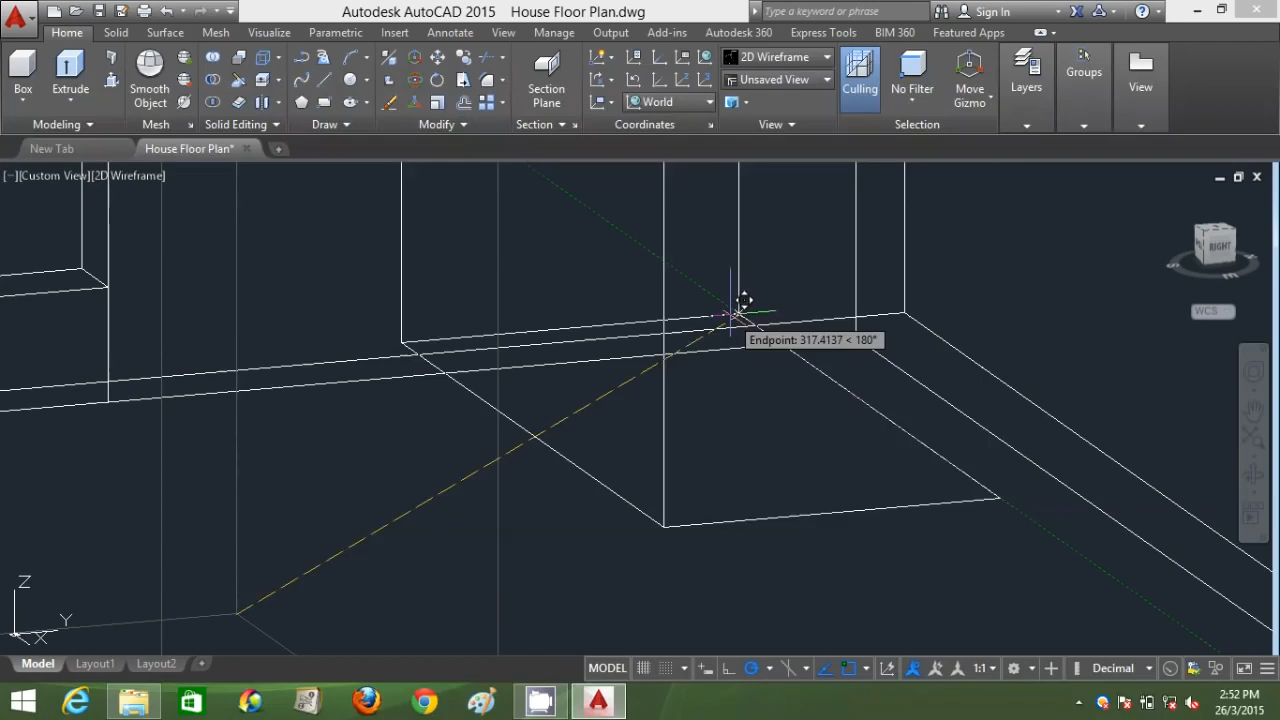 Autodesk AutoCAD 2015 House Floor Plan.dwg
Type a keyword or phrase
Sign In
Home Solid Surface Mesh Visualize Parametric Insert Annotate View Manage Output Add-ins Autodesk 360 Express Tools BIM 360 Featured Apps
Box
Extrude
Smooth
Object
Section
Plane
2D Wireframe
Unsaved View
World
Culling
No Filter
Move
Gizmo
Layers
Groups
View
Modeling Mesh Solid Editing Draw Modify Section Coordinates View Selection
New Tab House Floor Plan*
[−][Custom View][2D Wireframe]
RIGHT
WCS
Endpoint: 317.4137 < 180°
Z
Y
X
Model Layout1 Layout2
MODEL
1:1
Decimal
2:52 PM
26/3/2015